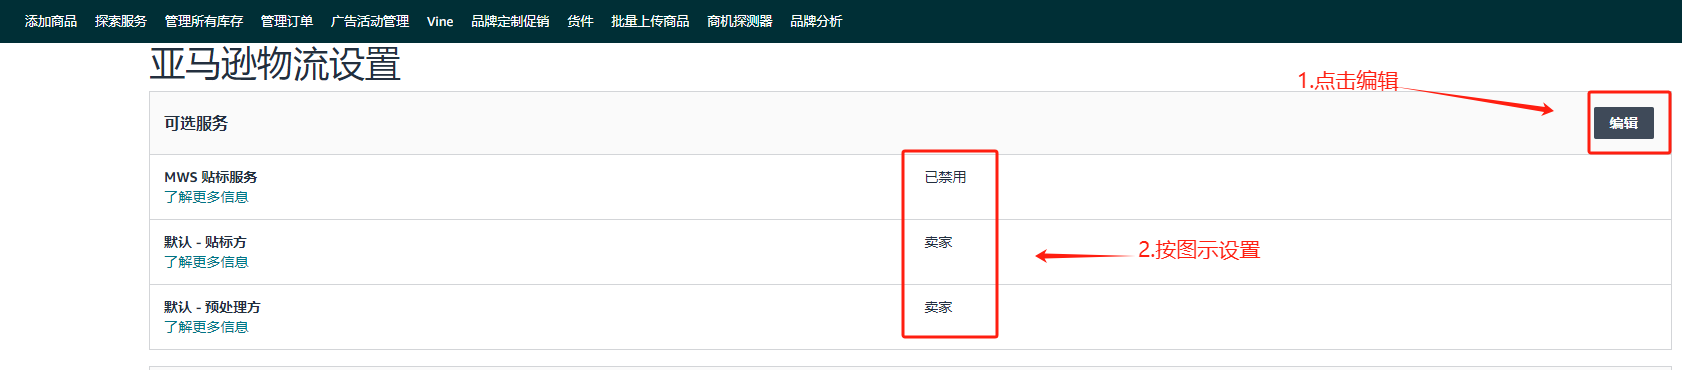 添加商品 探索服务 管理所有库存 管理订单 广告活动管理 Vine 品牌定制促销 货件 批量上传商品 商机探测器 品牌分析
亚马逊物流设置
1.点击编辑
可选服务 编辑
MWS 贴标服务 已禁用
了解更多信息
默认 - 贴标方 卖家
2.按图示设置
了解更多信息
默认 - 预处理方 卖家
了解更多信息